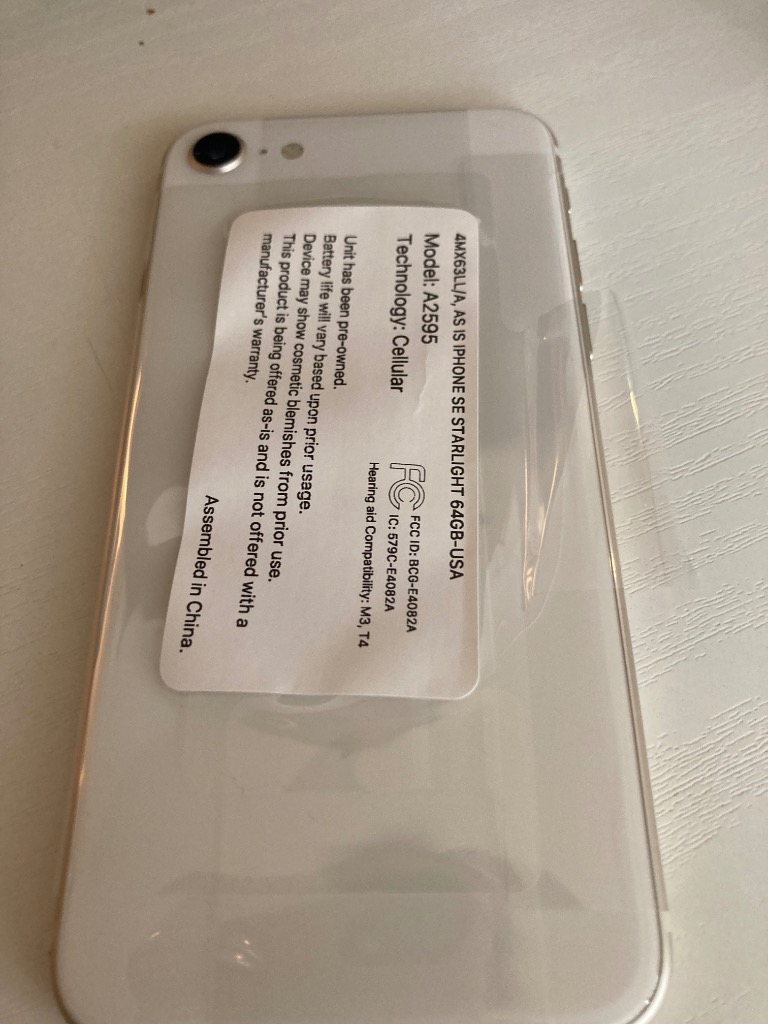 4MX63LL/A, AS IS IPHONE SE STARLIGHT 64GB-USA
Model: A2595
Technology: Cellular
FC
FCC ID: BCG-E4082A
IC: 579C-E4082A
Hearing aid Compatibility: M3, T4
Unit has been pre-owned.
Battery life will vary based upon prior usage.
Device may show cosmetic blemishes from prior use.
This product is being offered as-is and is not offered with a
manufacturer's warranty.
Assembled in China.